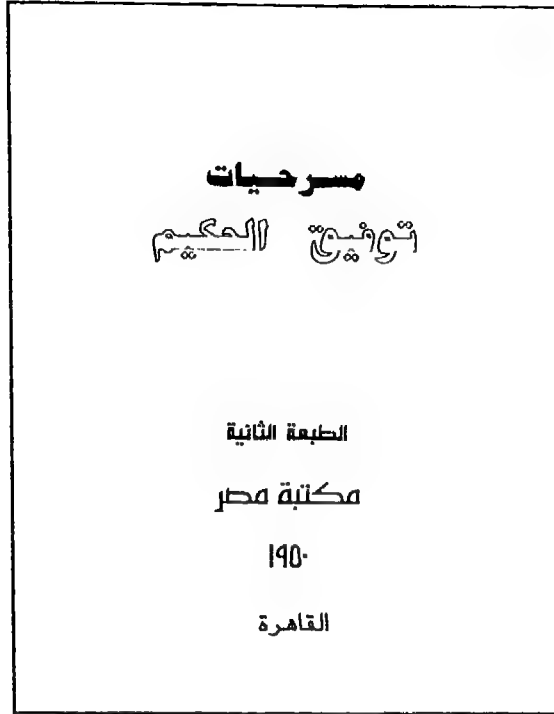 مسرحيات
توفيق الحكيم
الطبعة الثانية
مكتبة مصر
١٩٥٠
القاهرة